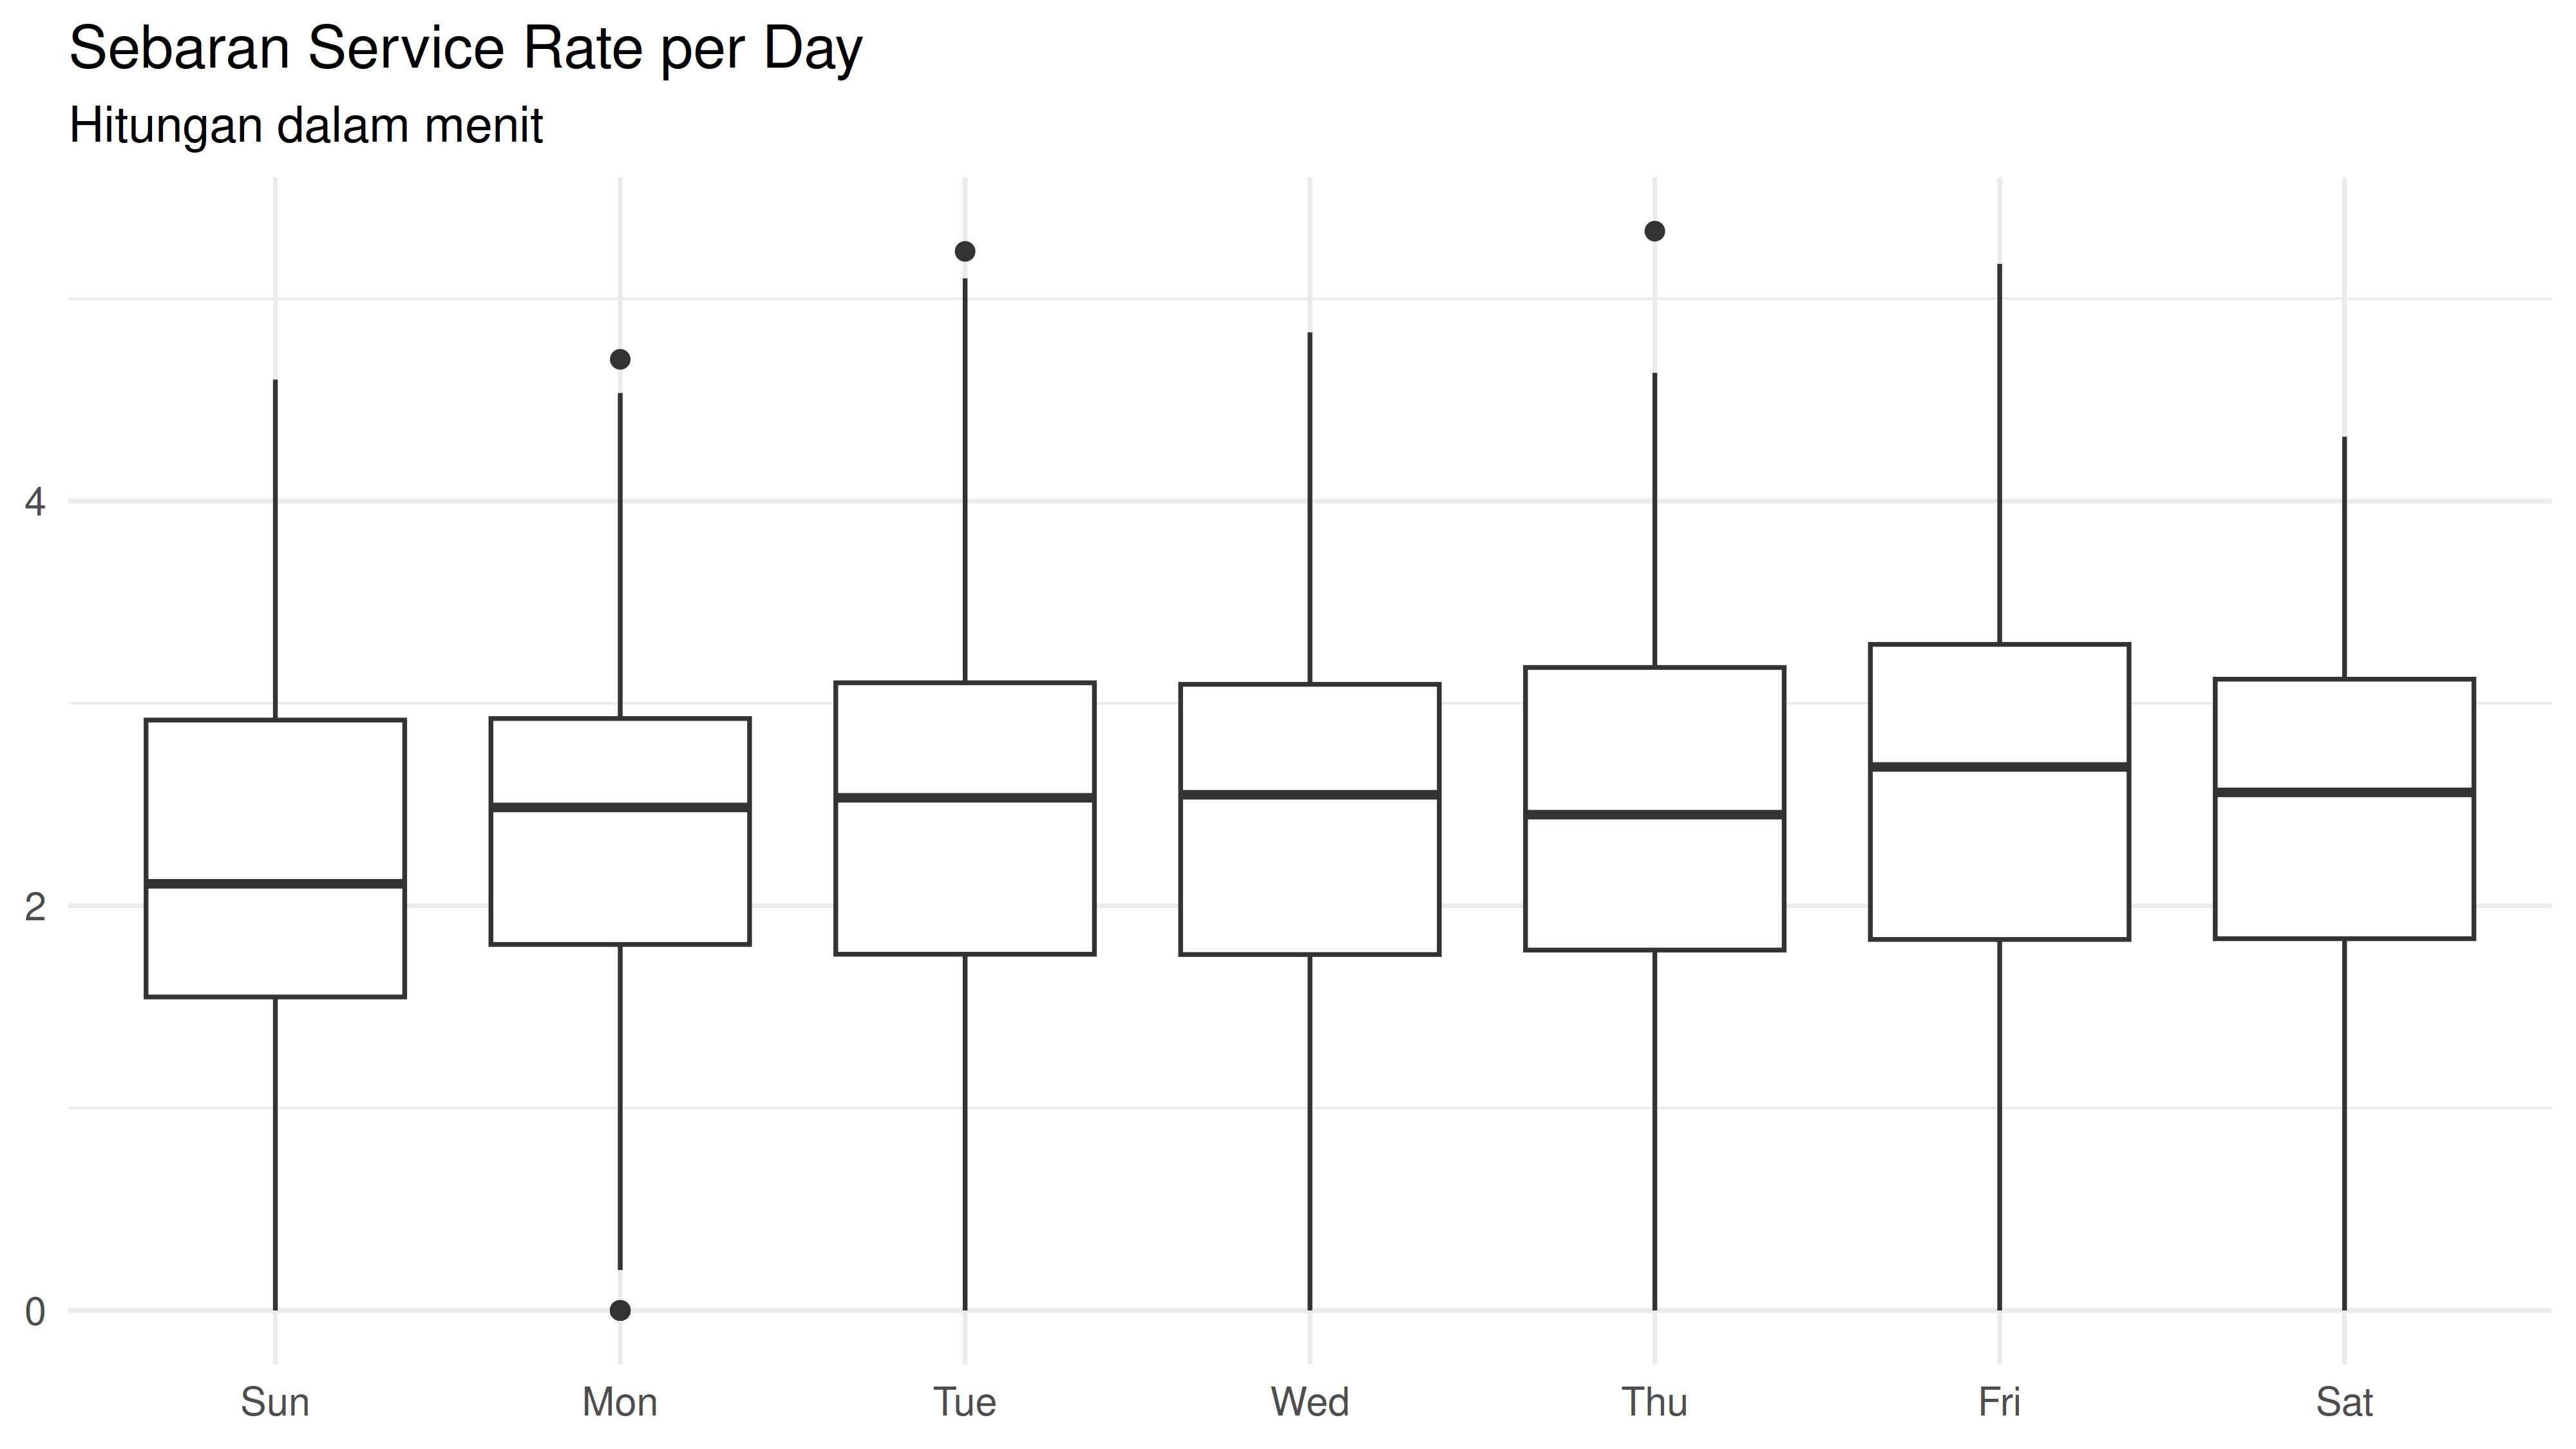 Sebaran Service Rate per Day
Hitungan dalam menit
4
2
0
Sun Mon Tue Wed Thu Fri Sat